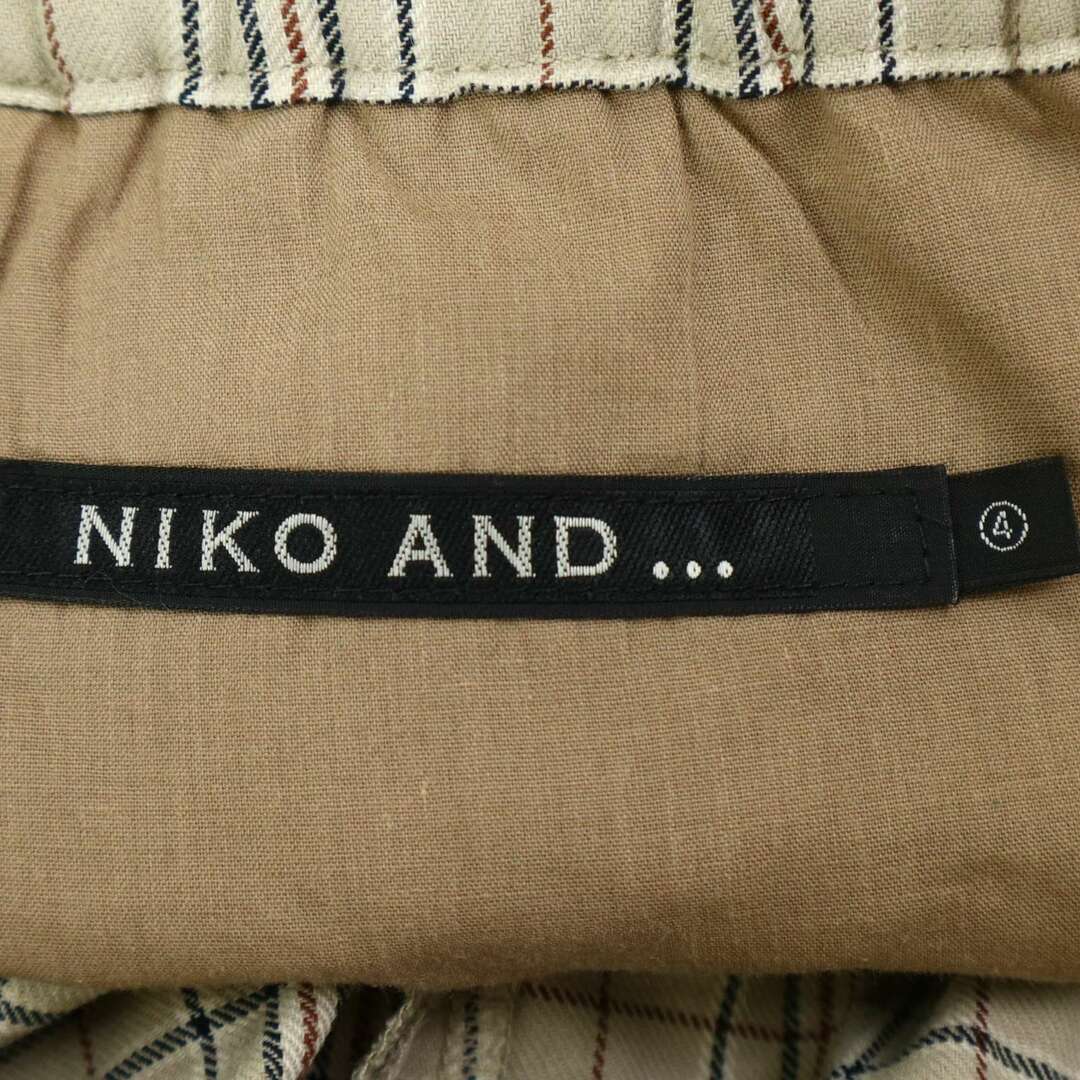 NIKO AND ...
④